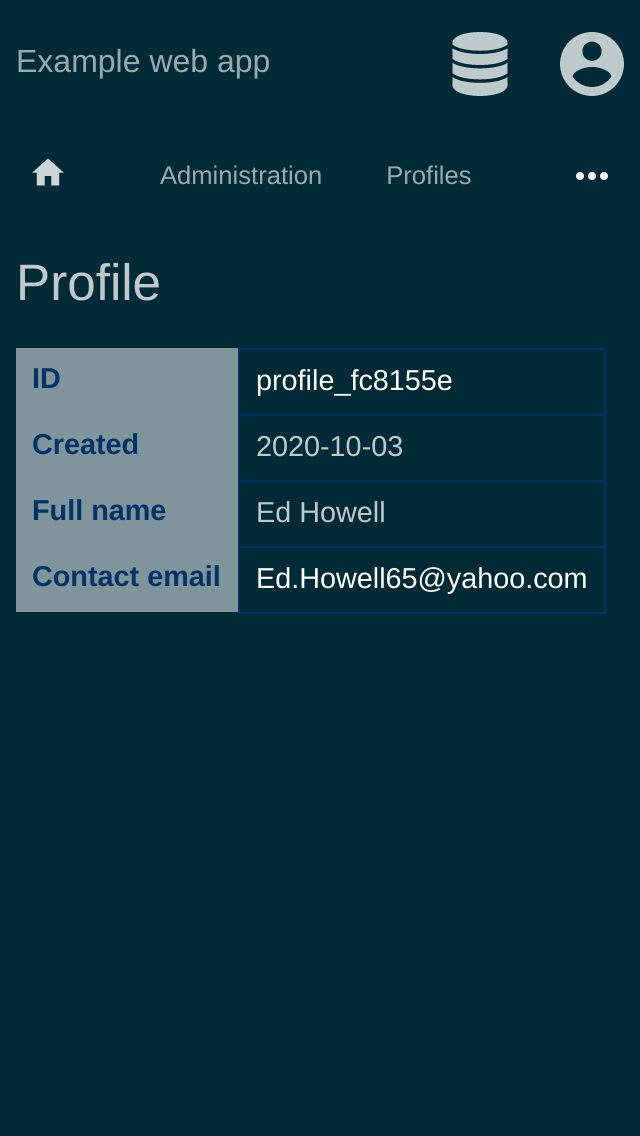 Example web app
Administration Profiles
Profile
ID profile_fc8155e
Created 2020-10-03
Full name Ed Howell
Contact email Ed.Howell65@yahoo.com